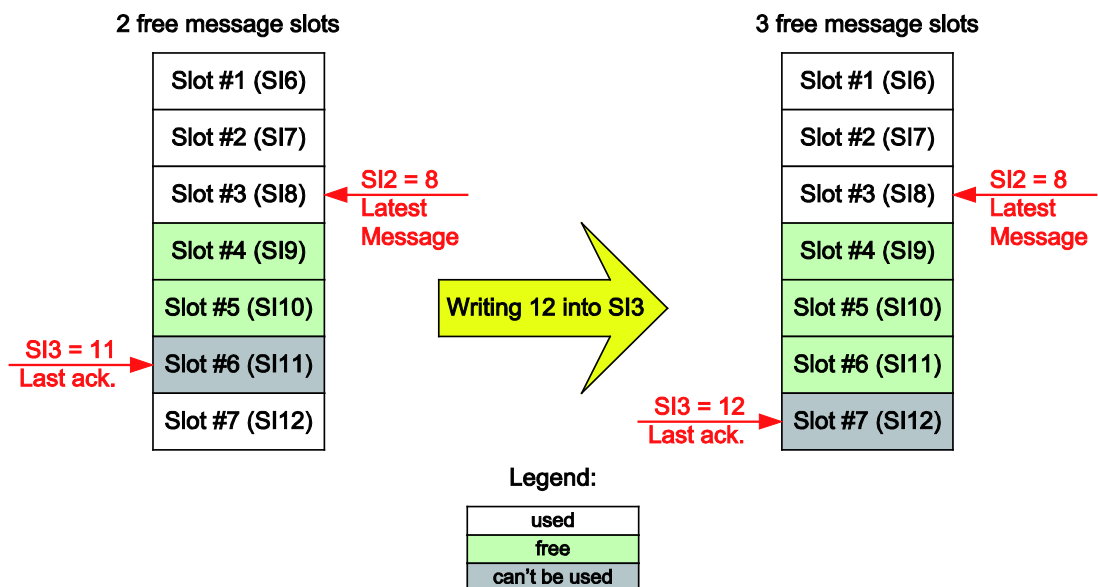 2 free message slots
Slot #1 (SI6)
Slot #2 (SI7)
Slot #3 (SI8)
Slot #4 (SI9)
Slot #5 (SI10)
Slot #6 (SI11)
Slot #7 (SI12)
SI2 = 8
Latest
Message
SI3 = 11
Last ack.
Writing 12 into SI3
3 free message slots
Slot #1 (SI6)
Slot #2 (SI7)
Slot #3 (SI8)
Slot #4 (SI9)
Slot #5 (SI10)
Slot #6 (SI11)
Slot #7 (SI12)
SI2 = 8
Latest
Message
SI3 = 12
Last ack.
Legend:
used
free
can't be used